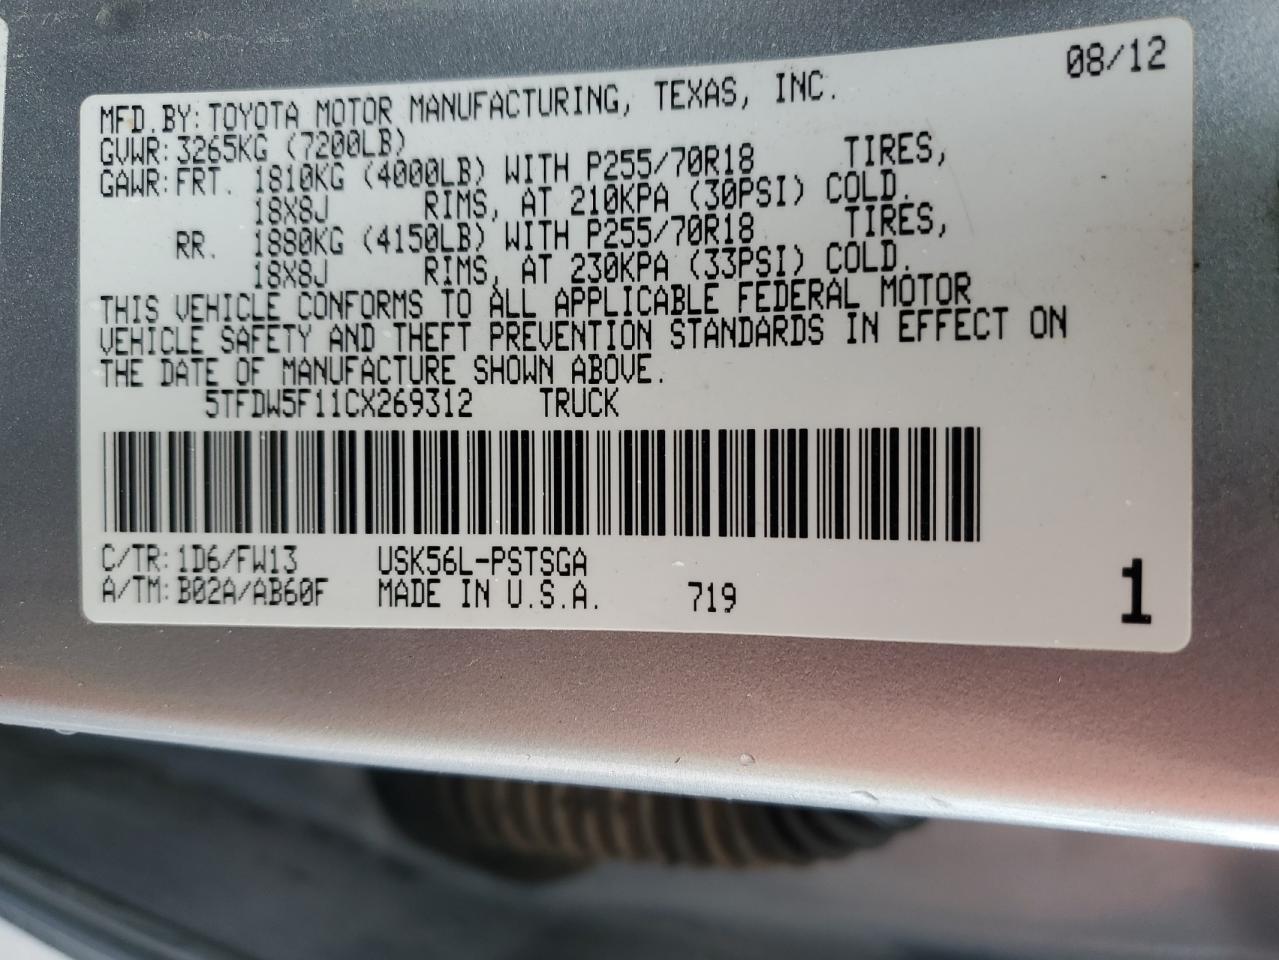 08/12
MFD.BY:TOYOTA MOTOR MANUFACTURING, TEXAS, INC.
GVWR:3265KG (7200LB)
GAWR:FRT. 1810KG (4000LB) WITH P255/70R18 TIRES,
18X8J RIMS, AT 210KPA (30PSI) COLD.
RR. 1880KG (4150LB) WITH P255/70R18 TIRES,
18X8J RIMS, AT 230KPA (33PSI) COLD.
THIS VEHICLE CONFORMS TO ALL APPLICABLE FEDERAL MOTOR
VEHICLE SAFETY AND THEFT PREVENTION STANDARDS IN EFFECT ON
THE DATE OF MANUFACTURE SHOWN ABOVE.
5TFDW5F11CX269312 TRUCK
C/TR:1D6/FW13 USK56L-PSTSGA
A/TM:B02A/AB60F MADE IN U.S.A. 719
1